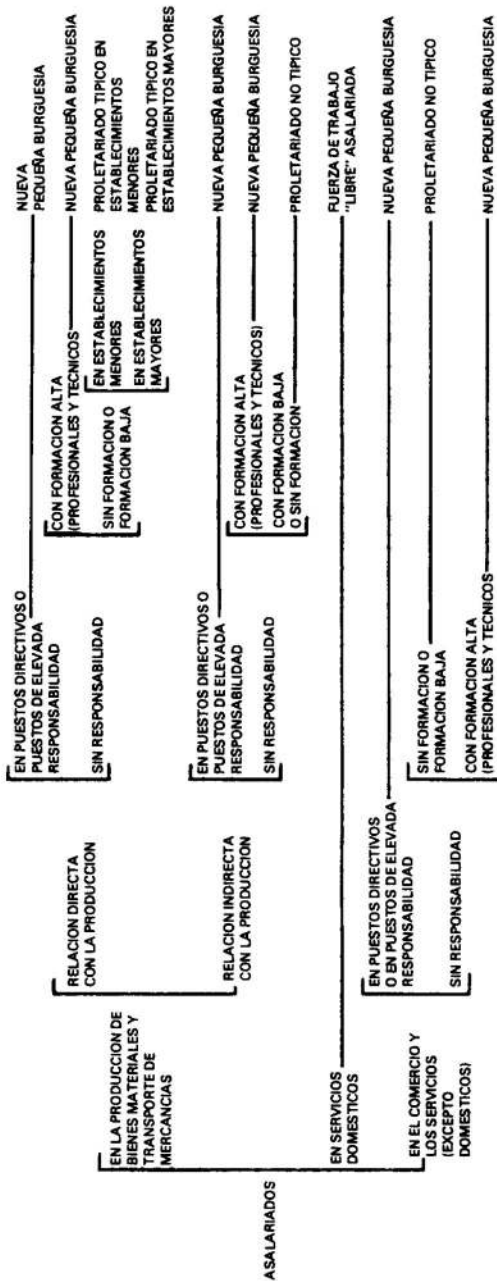 ASALARIADOS
EN LA PRODUCCION DE
BIENES MATERIALES Y
TRANSPORTE DE
MERCANCIAS
RELACION DIRECTA
CON LA PRODUCCION
EN PUESTOS DIRECTIVOS O
PUESTOS DE ELEVADA
RESPONSABILIDAD
NUEVA
PEQUEÑA BURGUESIA
SIN RESPONSABILIDAD
CON FORMACION ALTA
(PROFESIONALES Y TECNICOS
NUEVA PEQUEÑA BURGUESIA
SIN FORMACION O
FORMACION BAJA
EN ESTABLECIMIENTOS
MENORES
PROLETARIADO TIPICO EN
ESTABLECIMIENTOS
MENORES
EN ESTABLECIMIENTOS
MAYORES
PROLETARIADO TIPICO EN
ESTABLECIMIENTOS MAYORES
RELACION INDIRECTA
CON LA PRODUCCION
EN PUESTOS DIRECTIVOS O
PUESTOS DE ELEVADA
RESPONSABILIDAD
NUEVA PEQUEÑA BURGUESIA
SIN RESPONSABILIDAD
CON FORMACION ALTA
(PROFESIONALES Y TECNICOS)
NUEVA PEQUEÑA BURGUESIA
CON FORMACION BAJA
O SIN FORMACION
PROLETARIADO NO TIPICO
EN SERVICIOS
DOMESTICOS
FUERZA DE TRABAJO
"LIBRE" ASALARIADA
EN EL COMERCIO Y
LOS SERVICIOS
(EXCEPTO
DOMESTICOS)
EN PUESTOS DIRECTIVOS
O EN PUESTOS DE ELEVADA
RESPONSABILIDAD
NUEVA PEQUEÑA BURGUESIA
SIN RESPONSABILIDAD
SIN FORMACION O
FORMACION BAJA
PROLETARIADO NO TIPICO
CON FORMACION ALTA
(PROFESIONALES Y TECNICOS)
NUEVA PEQUEÑA BURGUESIA